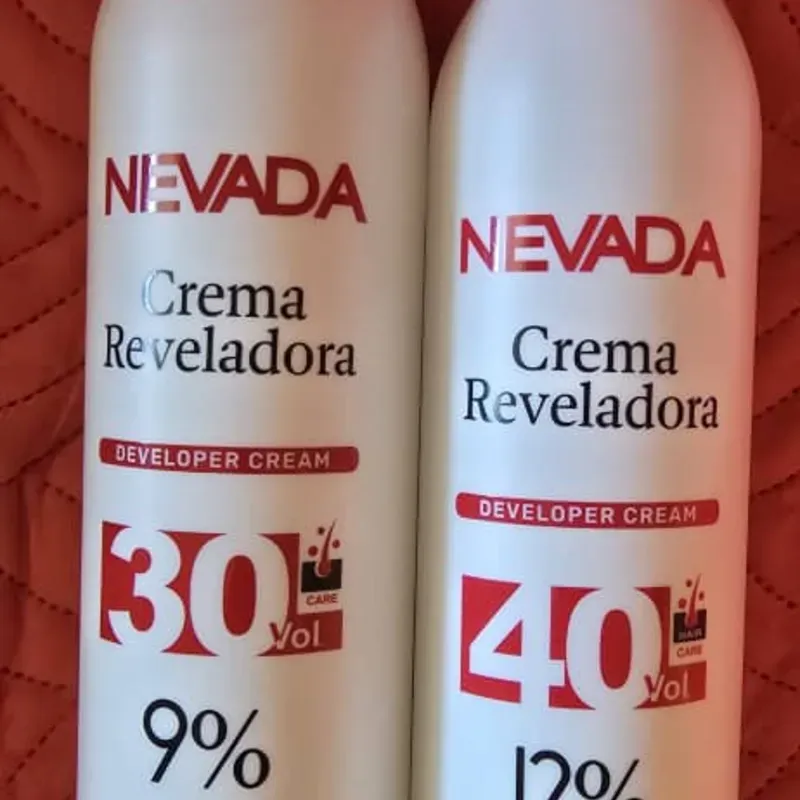 NEVADA
Crema
Reveladora
DEVELOPER CREAM
30 Vol
CARE
9%
NEVADA
Crema
Reveladora
DEVELOPER CREAM
40 Vol
HAIR
CARE
12%